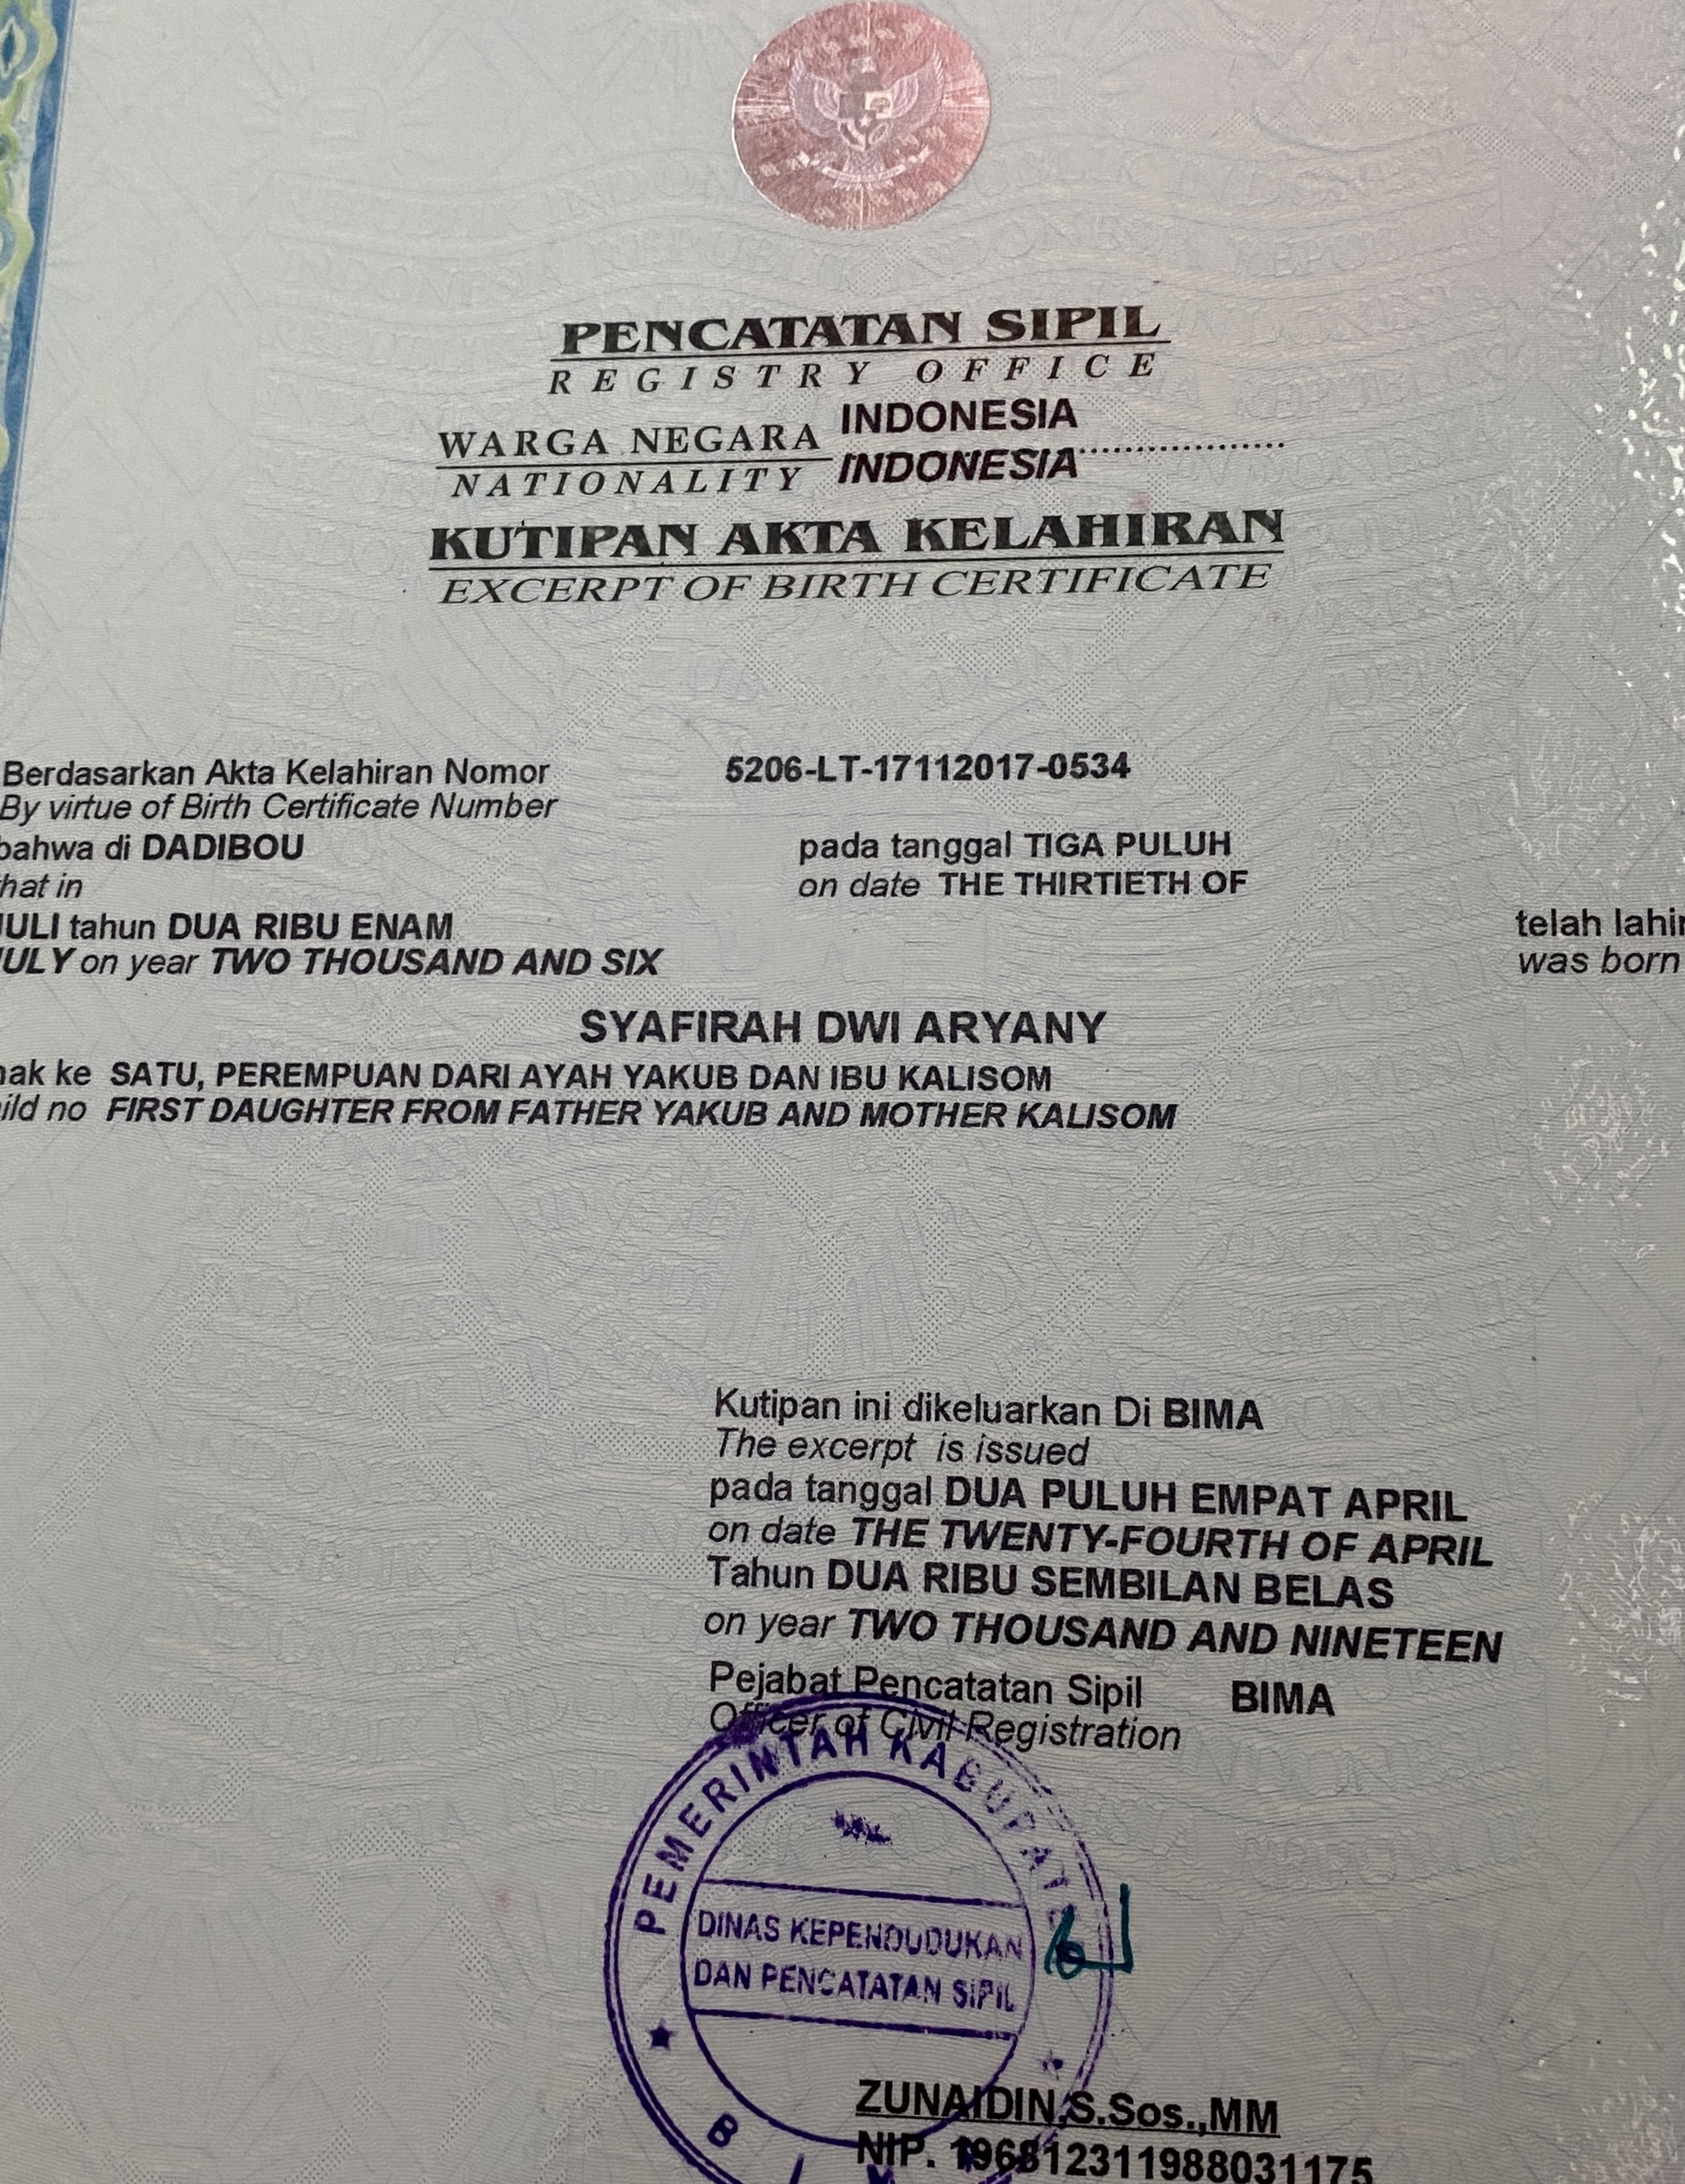 PENCATATAN SIPIL
REGISTRY OFFICE
WARGA NEGARA INDONESIA
NATIONALITY INDONESIA
KUTIPAN AKTA KELAHIRAN
EXCERPT OF BIRTH CERTIFICATE
Berdasarkan Akta Kelahiran Nomor 5206-LT-17112017-0534
By virtue of Birth Certificate Number
bahwa di DADIBOU pada tanggal TIGA PULUH
hat in on date THE THIRTIETH OF
JULI tahun DUA RIBU ENAM telah lahir
ULY on year TWO THOUSAND AND SIX was born
SYAFIRAH DWI ARYANY
nak ke SATU, PEREMPUAN DARI AYAH YAKUB DAN IBU KALISOM
ild no FIRST DAUGHTER FROM FATHER YAKUB AND MOTHER KALISOM
Kutipan ini dikeluarkan Di BIMA
The excerpt is issued
pada tanggal DUA PULUH EMPAT APRIL
on date THE TWENTY-FOURTH OF APRIL
Tahun DUA RIBU SEMBILAN BELAS
on year TWO THOUSAND AND NINETEEN
Pejabat Pencatatan Sipil BIMA
Officer of Civil Registration
PEMERINTAH KABUPATEN
DINAS KEPENDUDUKAN
DAN PENCATATAN SIPIL
ZUNAIDIN,S.Sos.,MM
NIP. 196812311988031175